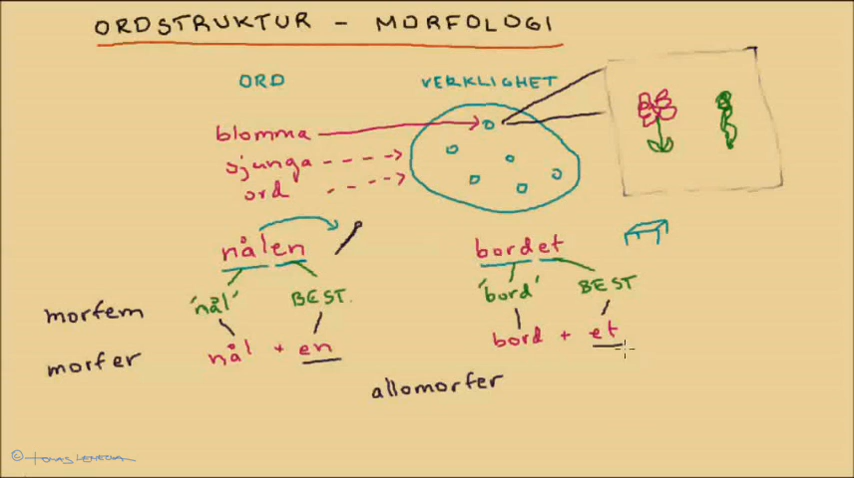 ORDSTRUKTUR - MORFOLOGI
ORD VERKLIGHET
blomma
sjunga
ord
nålen bordet
morfem 'nål' BEST. 'bord' BEST
morfer nål + en bord + et
allomorfer
©